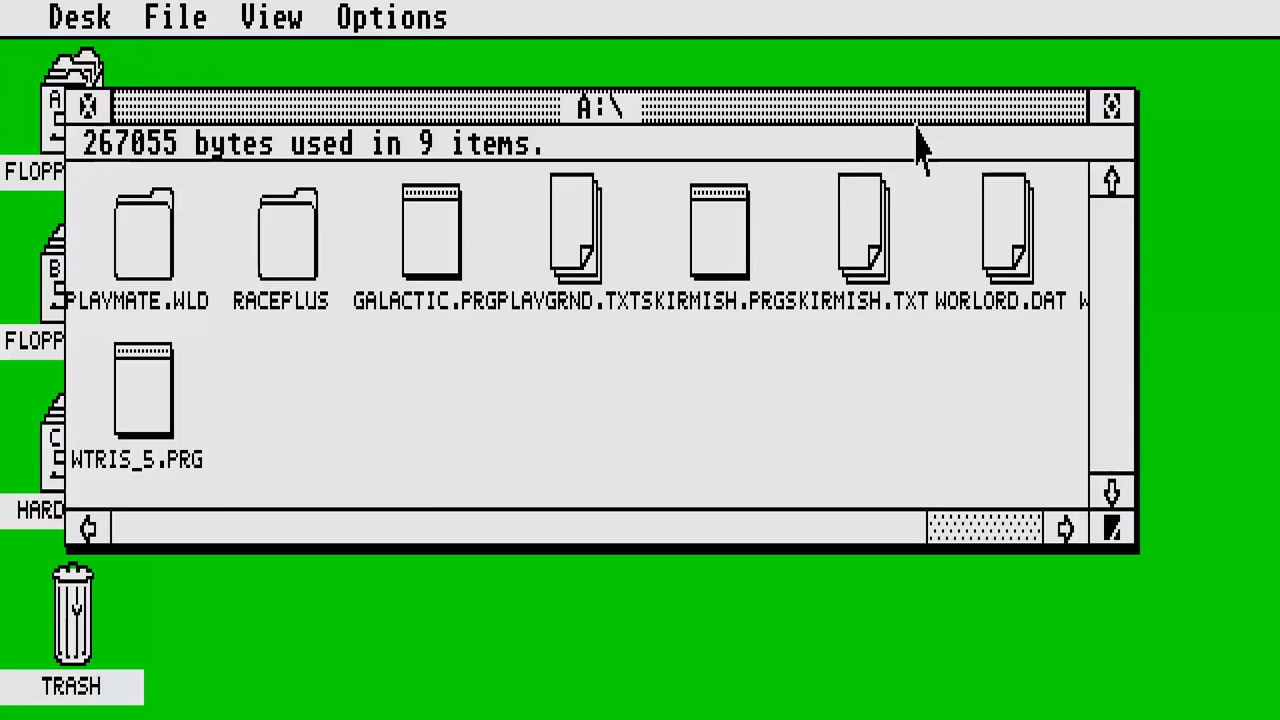 Desk File View Options
A:\
267055 bytes used in 9 items.
A
FLOPP
PLAYMATE.WLD RACEPLUS GALACTIC.PRG PLAYGRND.TXT SKIRMISH.PRG SKIRMISH.TXT WORLORD.DAT W
B
FLOPP
C
WTRIS_5.PRG
HARD
TRASH